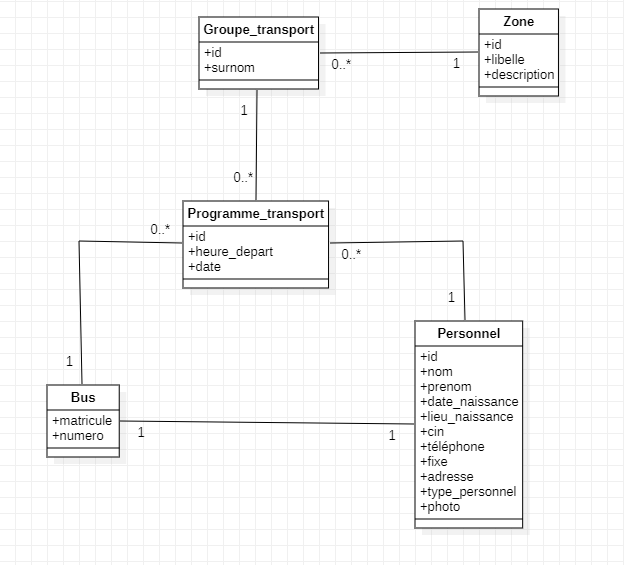 Groupe_transport
+id
+surnom
Zone
+id
+libelle
+description
0..*
1
1
0..*
Programme_transport
+id
+heure_depart
+date
0..*
0..*
1
1
Bus
+matricule
+numero
1
1
Personnel
+id
+nom
+prenom
+date_naissance
+lieu_naissance
+cin
+téléphone
+fixe
+adresse
+type_personnel
+photo